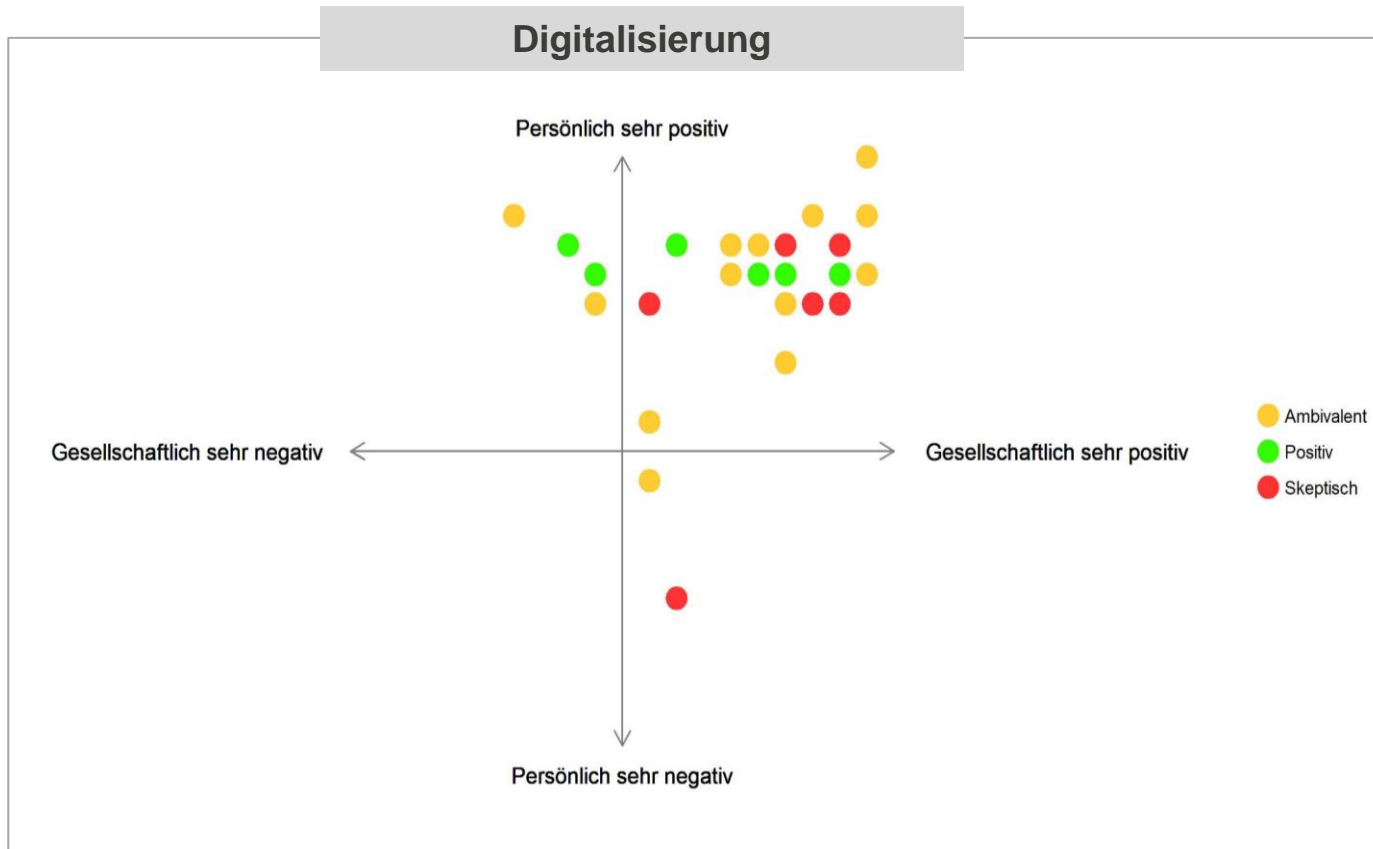 Digitalisierung
Persönlich sehr positiv
Gesellschaftlich sehr negativ
Gesellschaftlich sehr positiv
Ambivalent
Positiv
Skeptisch
Persönlich sehr negativ